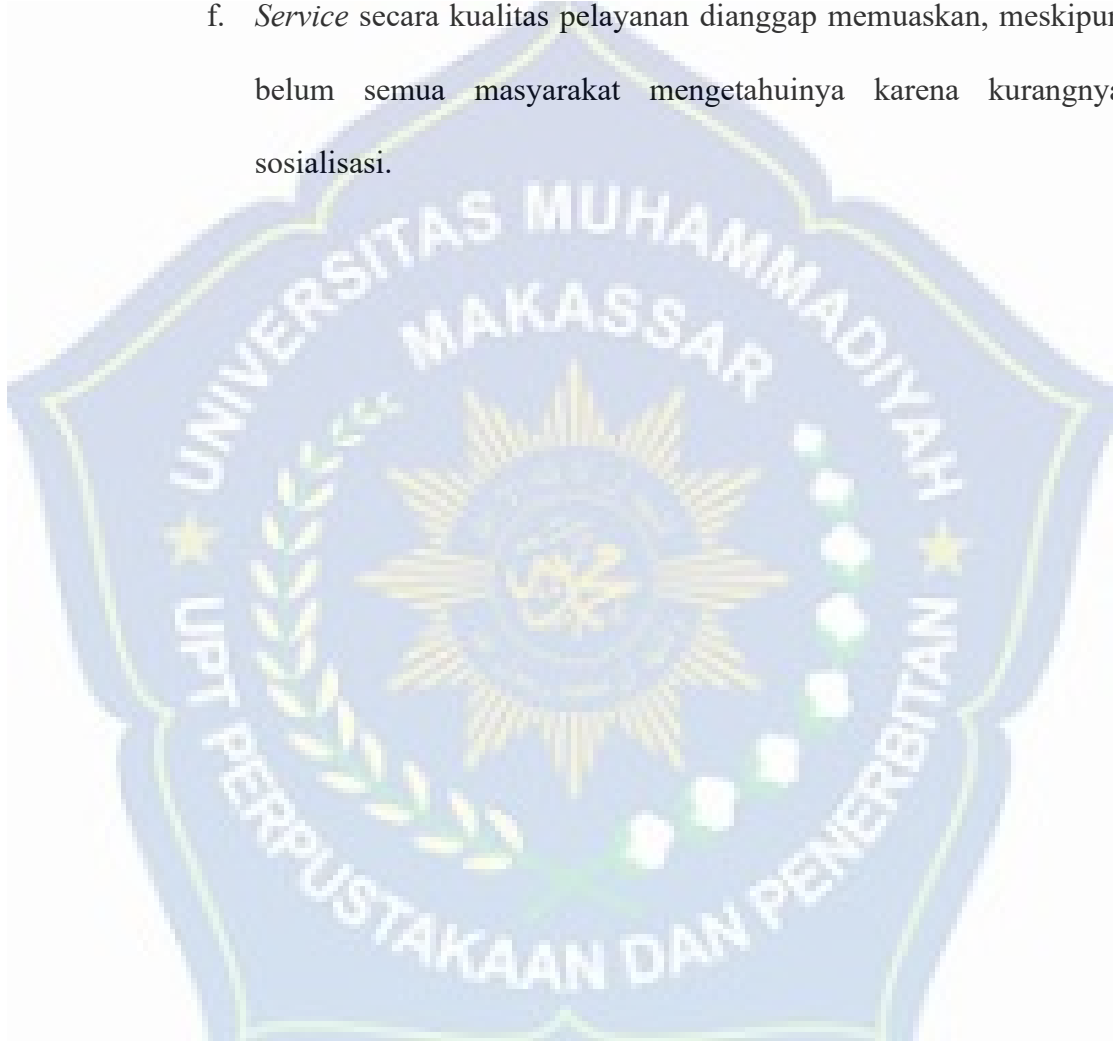 f. Service secara kualitas pelayanan dianggap memuaskan, meskipun
belum semua masyarakat mengetahuinya karena kurangnya
sosialisasi.
UNIVERSITAS MUHAMMADIYAH
MAKASSAR
UPT PERPUSTAKAAN DAN PENERBITAN